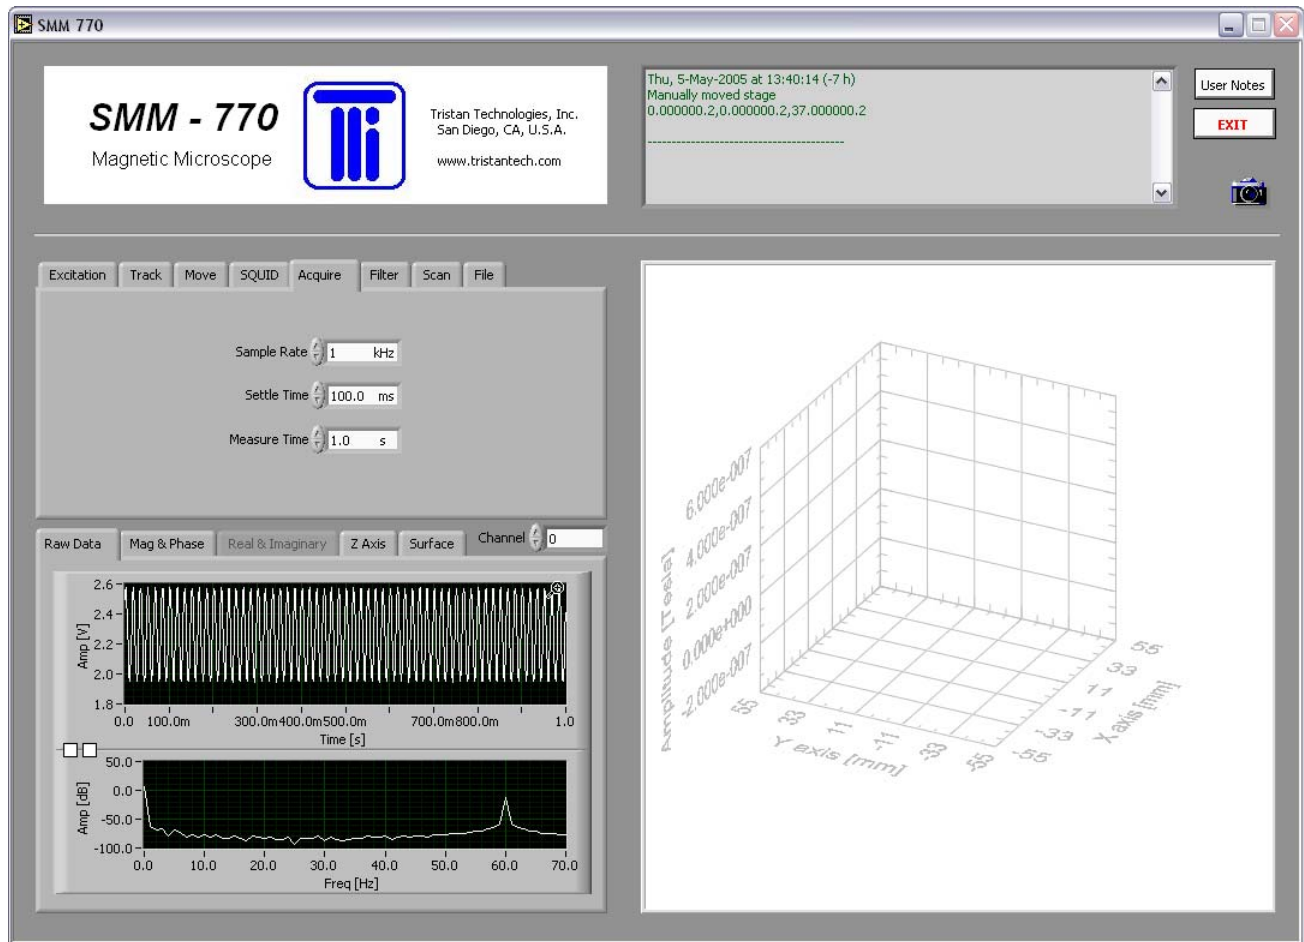 SMM 770
SMM - 770
Magnetic Microscope
Tristan Technologies, Inc.
San Diego, CA, U.S.A.
www.tristantech.com
Thu, 5-May-2005 at 13:40:14 (-7 h)
Manually moved stage
0.000000.2,0.000000.2,37.000000.2
-----------------------------------------
User Notes
EXIT
Excitation Track Move SQUID Acquire Filter Scan File
Sample Rate 1 kHz
Settle Time 100.0 ms
Measure Time 1.0 s
Raw Data Mag & Phase Real & Imaginary Z Axis Surface Channel 0
Amp [V]
2.6
2.4
2.2
2.0
1.8
0.0 100.0m 300.0m 400.0m 500.0m 700.0m 800.0m 1.0
Time [s]
Amp [dB]
50.0
0.0
-50.0
-100.0
0.0 10.0 20.0 30.0 40.0 50.0 60.0 70.0
Freq [Hz]
Amplitude [Tesla]
6.000e-007
4.000e-007
2.000e-007
0.000e+000
-2.000e-007
55 33 11 -11 -33 -55
Y axis [mm]
55
33
11
-11
-33
-55
X axis [mm]